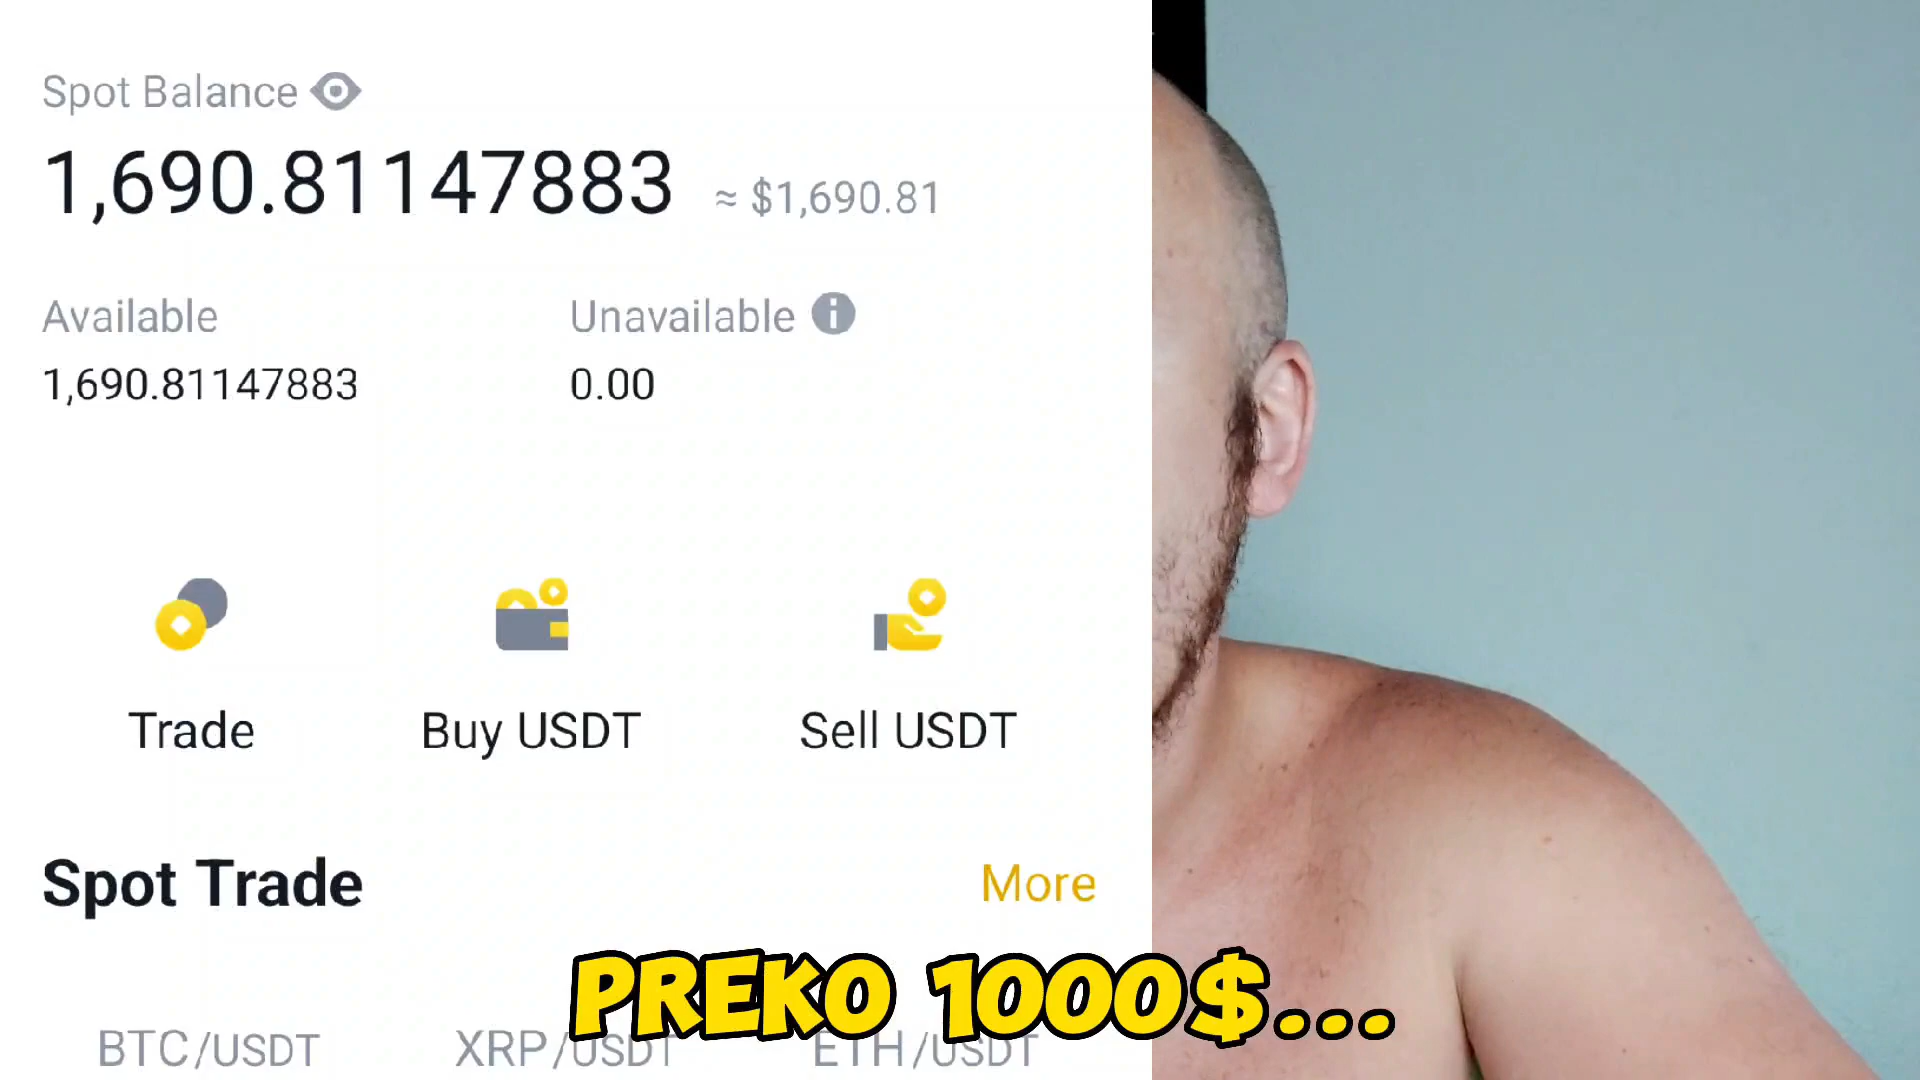 Spot Balance
1,690.81147883 ≈ $1,690.81
Available Unavailable
1,690.81147883 0.00
Trade Buy USDT Sell USDT
Spot Trade More
PREKO 1000$...
BTC/USDT XRP/USDT ETH/USDT